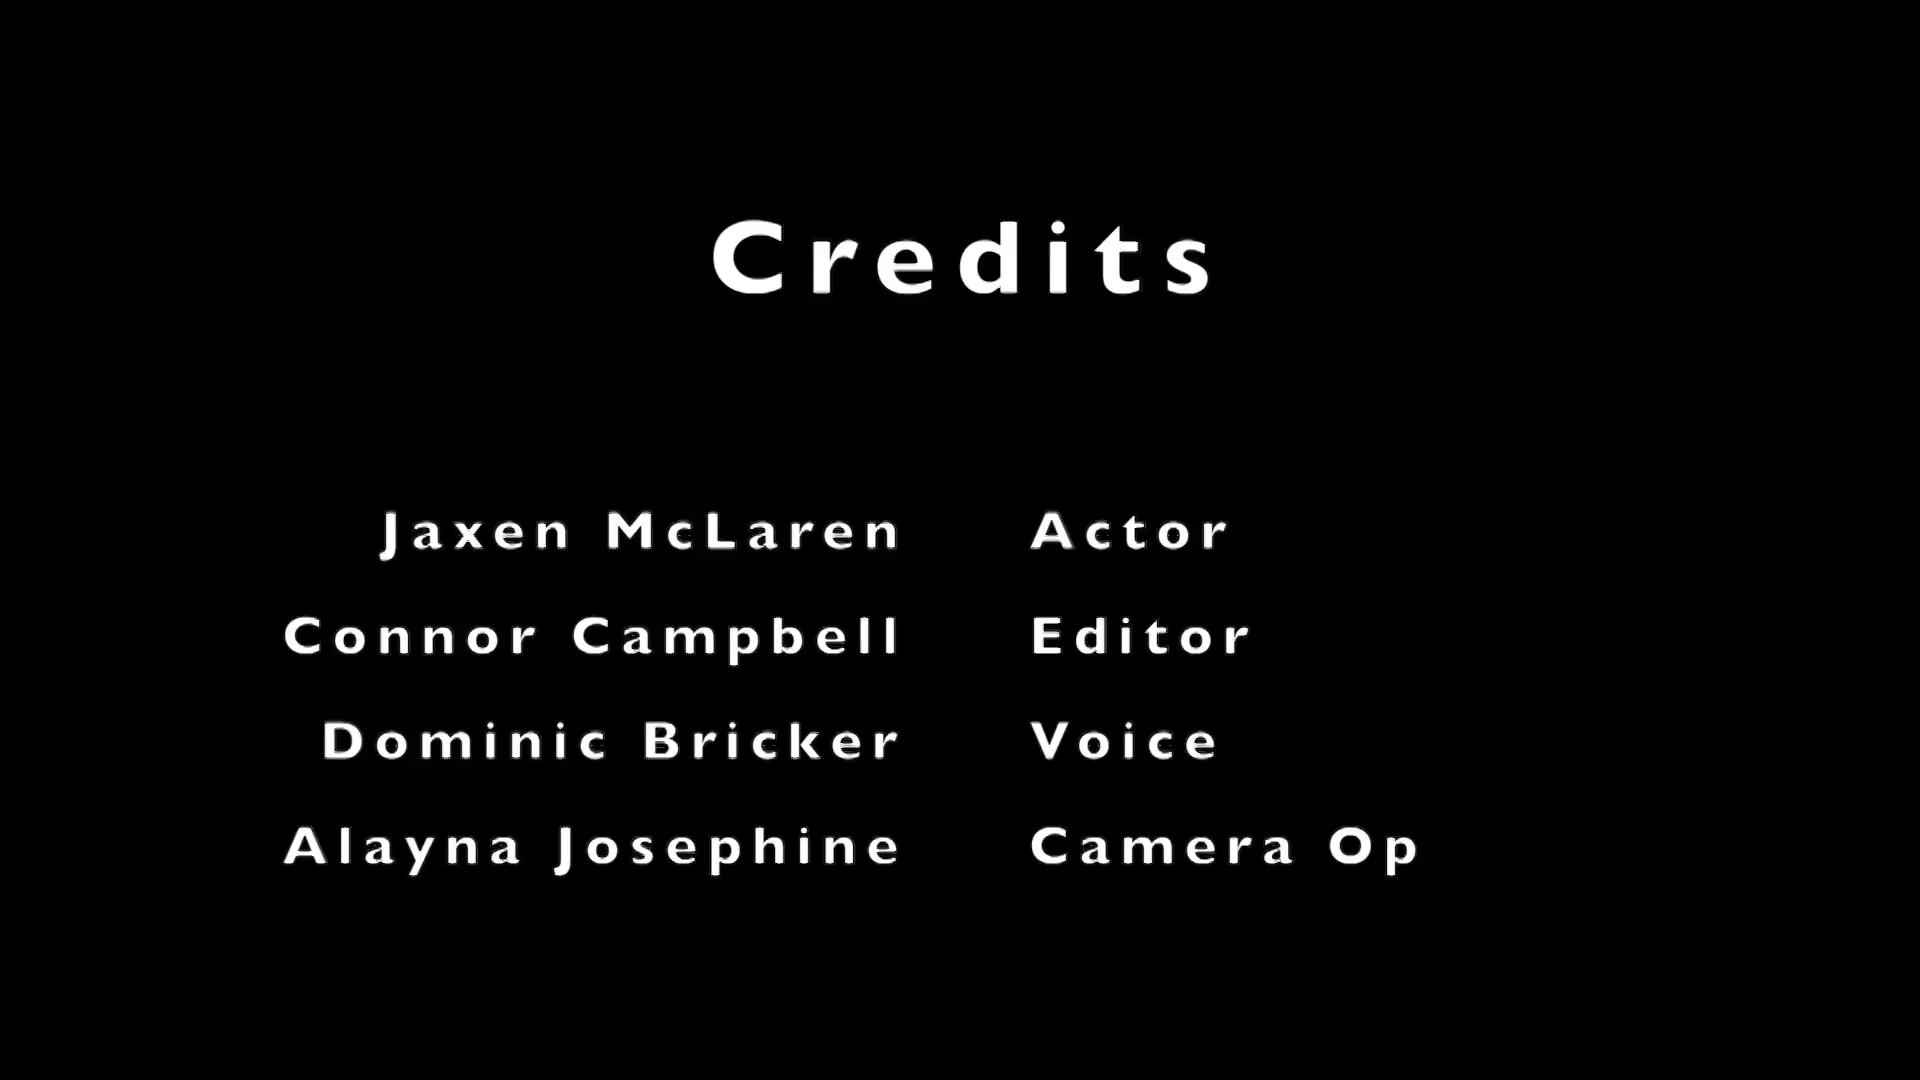 Credits
Jaxen McLaren Actor
Connor Campbell Editor
Dominic Bricker Voice
Alayna Josephine Camera Op